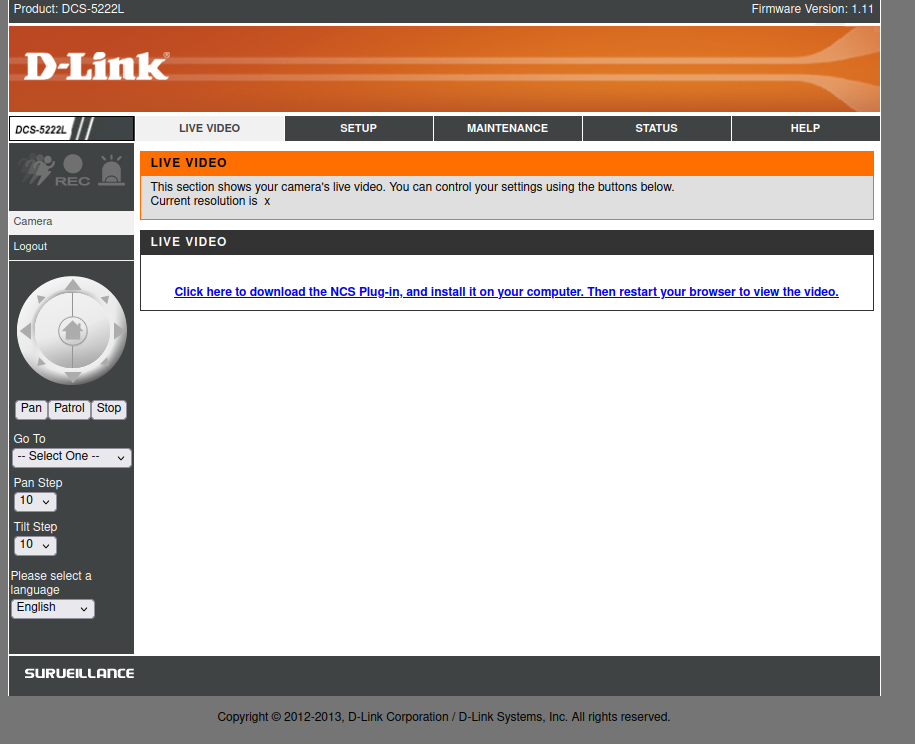 Product: DCS-5222L
Firmware Version: 1.11
D-Link®
DCS-5222L
LIVE VIDEO
SETUP
MAINTENANCE
STATUS
HELP
REC
Camera
Logout
Pan
Patrol
Stop
Go To
-- Select One --
Pan Step
10
Tilt Step
10
Please select a
language
English
LIVE VIDEO
This section shows your camera's live video. You can control your settings using the buttons below.
Current resolution is x
LIVE VIDEO
Click here to download the NCS Plug-in, and install it on your computer. Then restart your browser to view the video.
SURVEILLANCE
Copyright © 2012-2013, D-Link Corporation / D-Link Systems, Inc. All rights reserved.